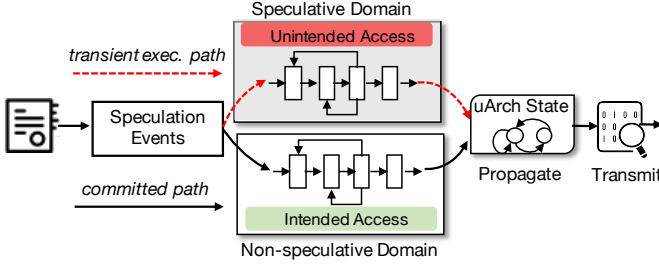 Speculative Domain
Unintended Access
transient exec. path
Speculation
Events
uArch State
Propagate
Transmit
committed path
Intended Access
Non-speculative Domain